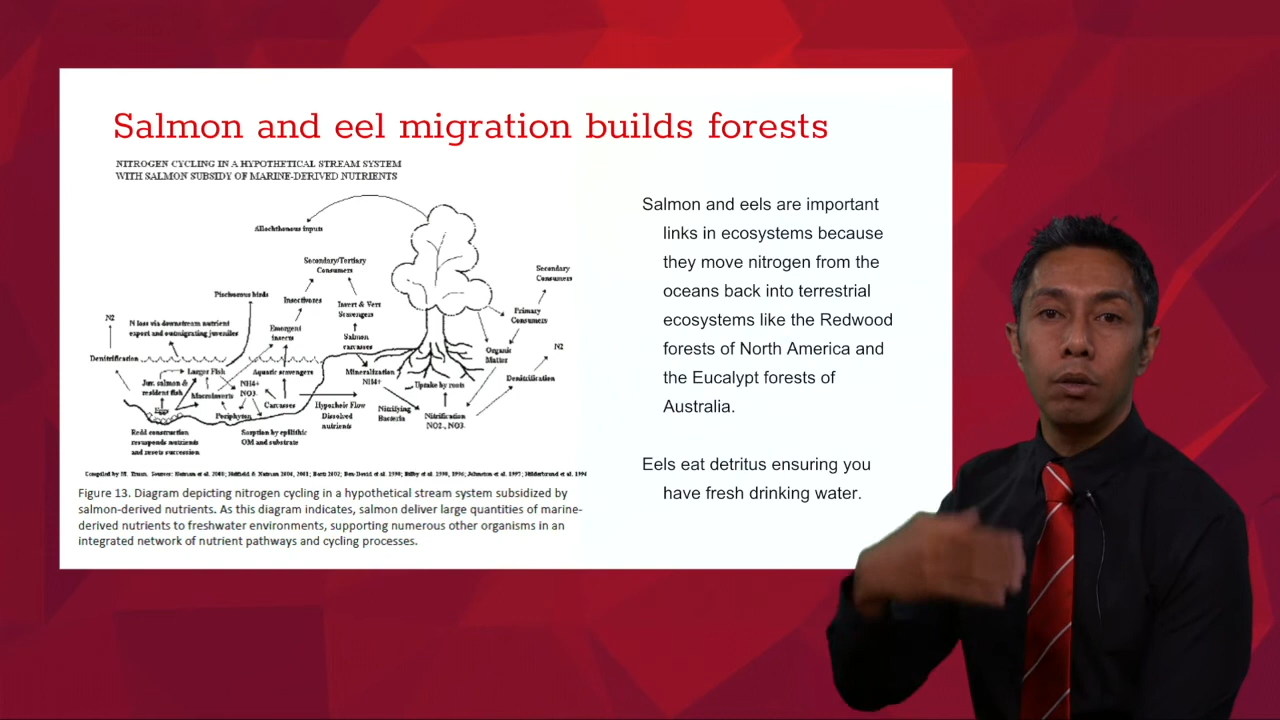 Salmon and eel migration builds forests
NITROGEN CYCLING IN A HYPOTHETICAL STREAM SYSTEM
WITH SALMON SUBSIDY OF MARINE-DERIVED NUTRIENTS
Allochthonous inputs
Secondary/Tertiary
Consumers
Secondary
Consumers
Piscivorous birds
Insectivores
Invert & Vert
Scavengers
Primary
Consumers
N2
N loss via downstream nutrient
export and outmigrating juveniles
Emergent
insects
Salmon
carcasses
Organic
Matter
N2
Denitrification
Larger Fish
Aquatic scavengers
Mineralization
NH4+
Denitrification
Juv. salmon &
resident fish
NH4+
NO3-
Uptake by roots
Macroinverts
Eggs
Periphyton
Carcasses
Hyporheic Flow
Dissolved
nutrients
Nitrifying
Bacteria
Nitrification
NO2-, NO3-
Redd construction
resuspends nutrients
and resets succession
Sorption by epilithic
OM and substrate
Compiled by M. Sources:
Figure 13. Diagram depicting nitrogen cycling in a hypothetical stream system subsidized by
salmon-derived nutrients. As this diagram indicates, salmon deliver large quantities of marine-
derived nutrients to freshwater environments, supporting numerous other organisms in an
integrated network of nutrient pathways and cycling processes.
Salmon and eels are important
links in ecosystems because
they move nitrogen from the
oceans back into terrestrial
ecosystems like the Redwood
forests of North America and
the Eucalypt forests of
Australia.
Eels eat detritus ensuring you
have fresh drinking water.